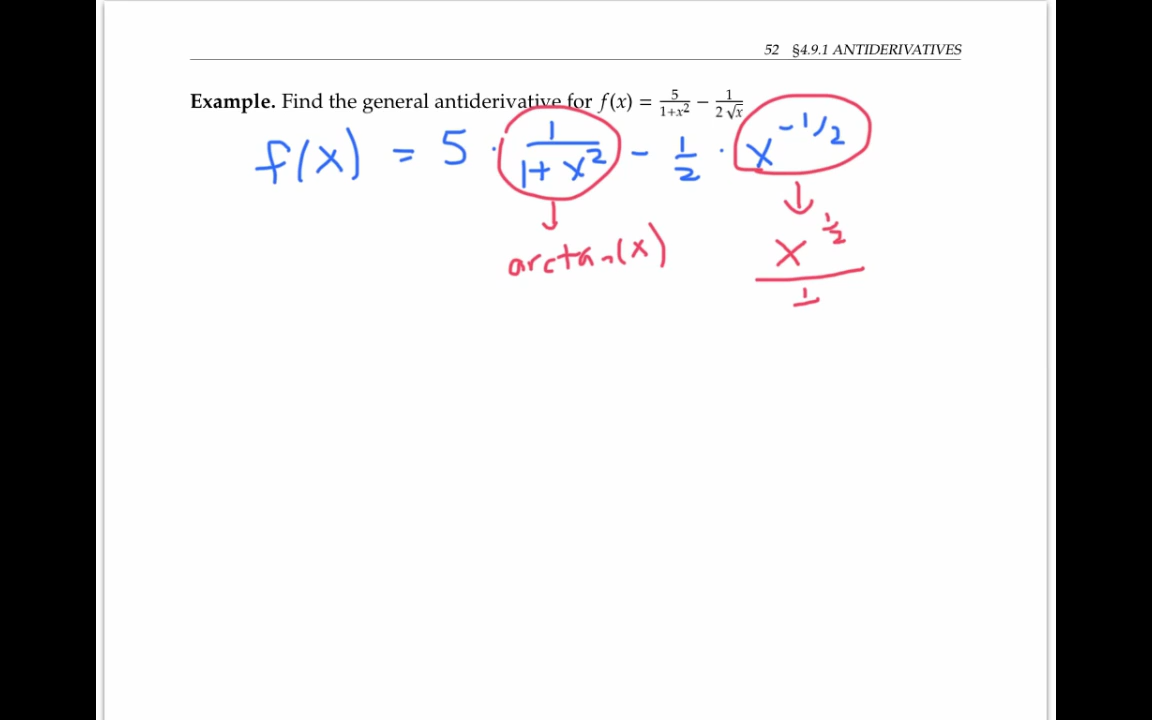 52 §4.9.1 ANTIDERIVATIVES
Example. Find the general antiderivative for f(x) = 5/(1+x²) − 1/(2√x)
f(x) = 5 · 1/(1+x²) − 1/2 · x^(-1/2)
↓ ↓
arctan(x) x^(1/2)/1